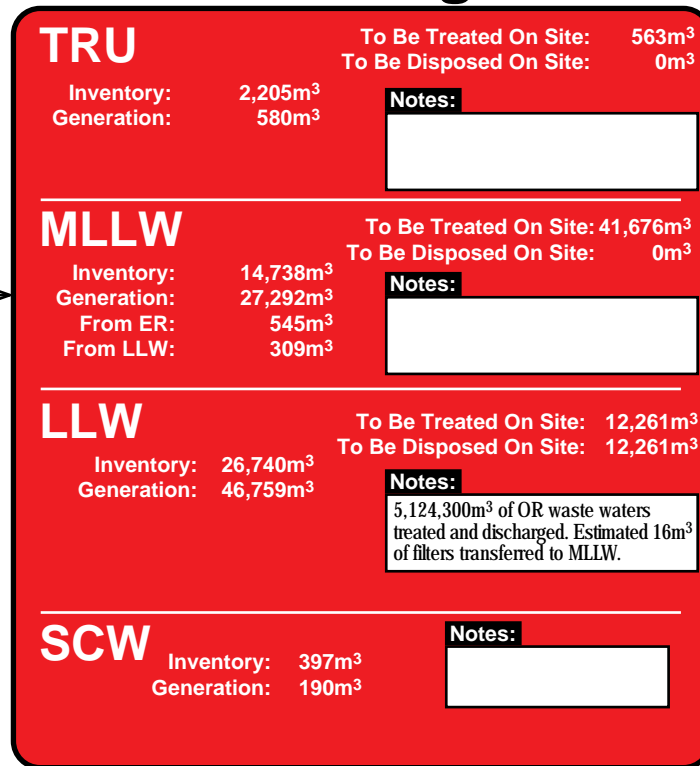 TRU
To Be Treated On Site: 563m³
To Be Disposed On Site: 0m³
Inventory: 2,205m³
Generation: 580m³
Notes:
MLLW
To Be Treated On Site: 41,676m³
To Be Disposed On Site: 0m³
Inventory: 14,738m³
Generation: 27,292m³
From ER: 545m³
From LLW: 309m³
Notes:
LLW
To Be Treated On Site: 12,261m³
To Be Disposed On Site: 12,261m³
Inventory: 26,740m³
Generation: 46,759m³
Notes:
5,124,300m³ of OR waste waters
treated and discharged. Estimated 16m³
of filters transferred to MLLW.
SCW
Inventory: 397m³
Generation: 190m³
Notes: